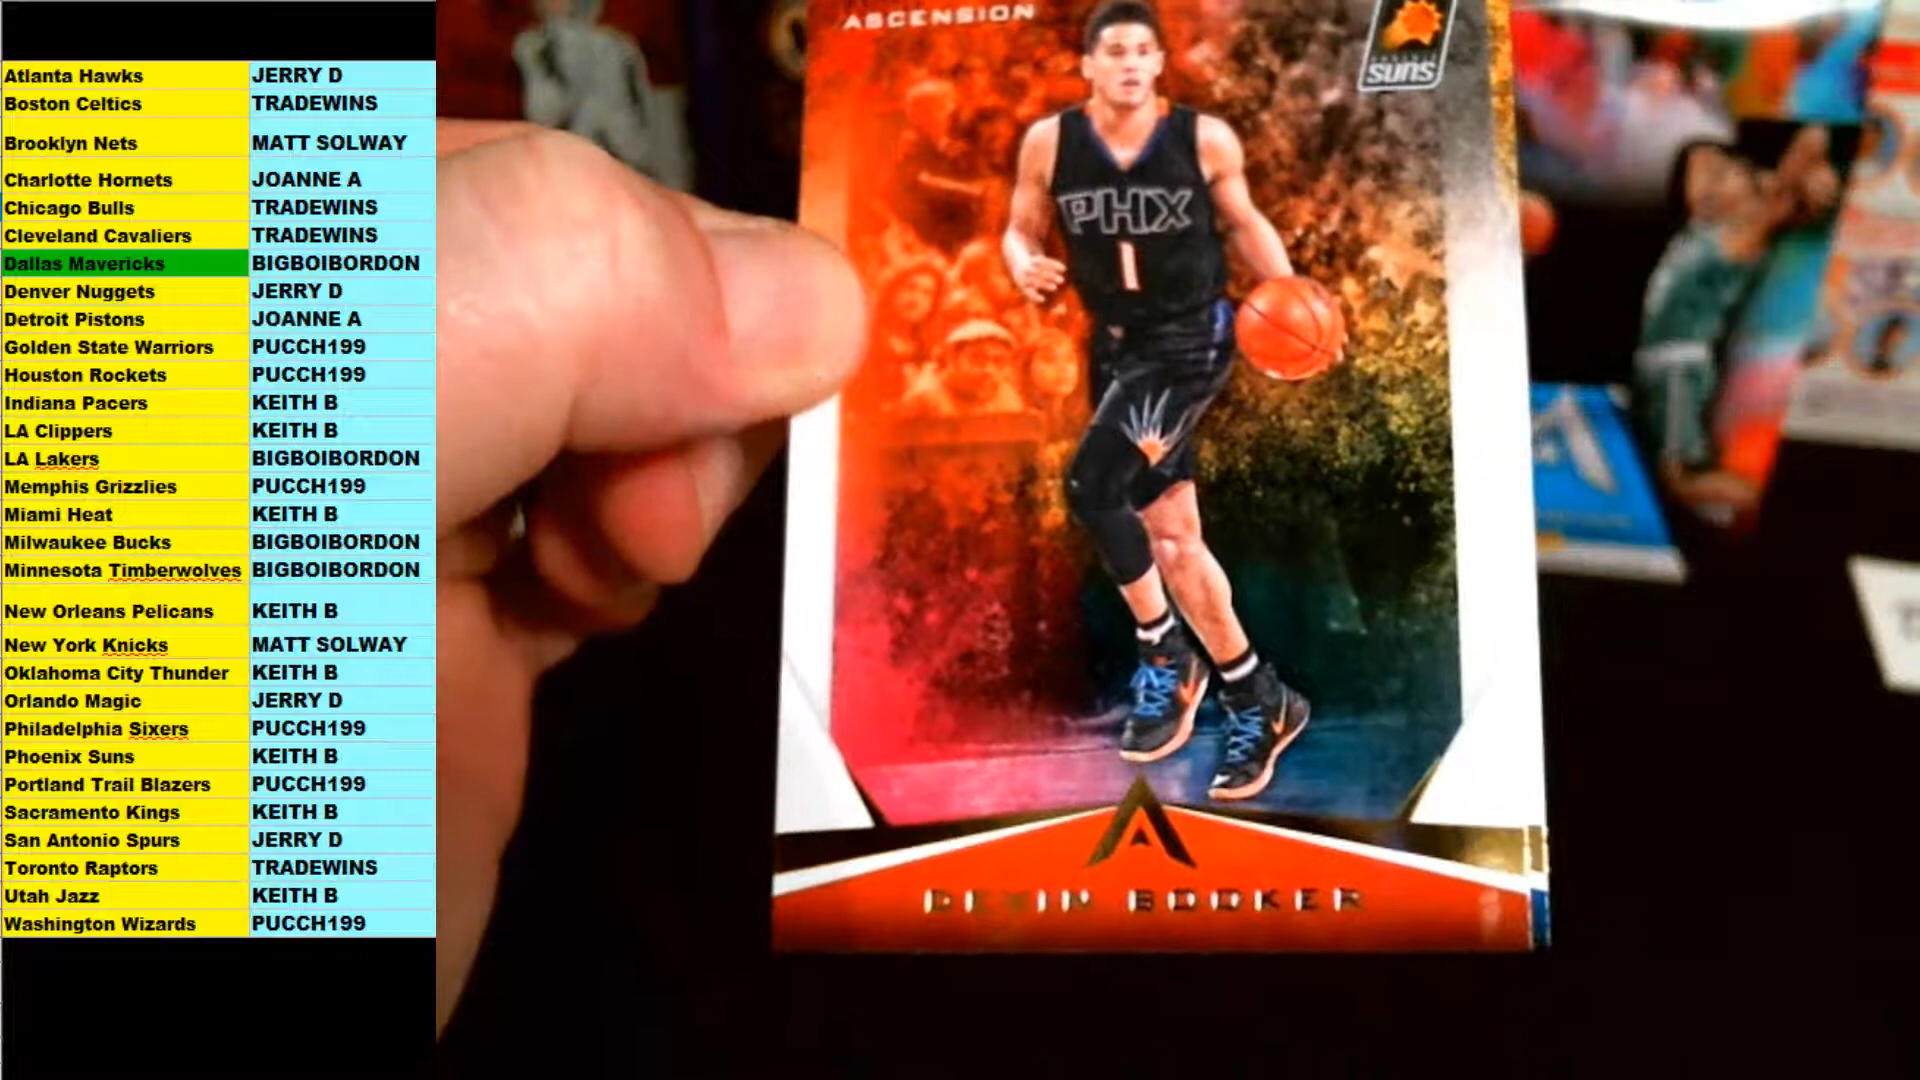 Atlanta Hawks JERRY D
Boston Celtics TRADEWINS
Brooklyn Nets MATT SOLWAY
Charlotte Hornets JOANNE A
Chicago Bulls TRADEWINS
Cleveland Cavaliers TRADEWINS
Dallas Mavericks BIGBOIBORDON
Denver Nuggets JERRY D
Detroit Pistons JOANNE A
Golden State Warriors PUCCH199
Houston Rockets PUCCH199
Indiana Pacers KEITH B
LA Clippers KEITH B
LA Lakers BIGBOIBORDON
Memphis Grizzlies PUCCH199
Miami Heat KEITH B
Milwaukee Bucks BIGBOIBORDON
Minnesota Timberwolves BIGBOIBORDON
New Orleans Pelicans KEITH B
New York Knicks MATT SOLWAY
Oklahoma City Thunder KEITH B
Orlando Magic JERRY D
Philadelphia Sixers PUCCH199
Phoenix Suns KEITH B
Portland Trail Blazers PUCCH199
Sacramento Kings KEITH B
San Antonio Spurs JERRY D
Toronto Raptors TRADEWINS
Utah Jazz KEITH B
Washington Wizards PUCCH199
ASCENSION
SUNS
PHX
1
DEVIN BOOKER